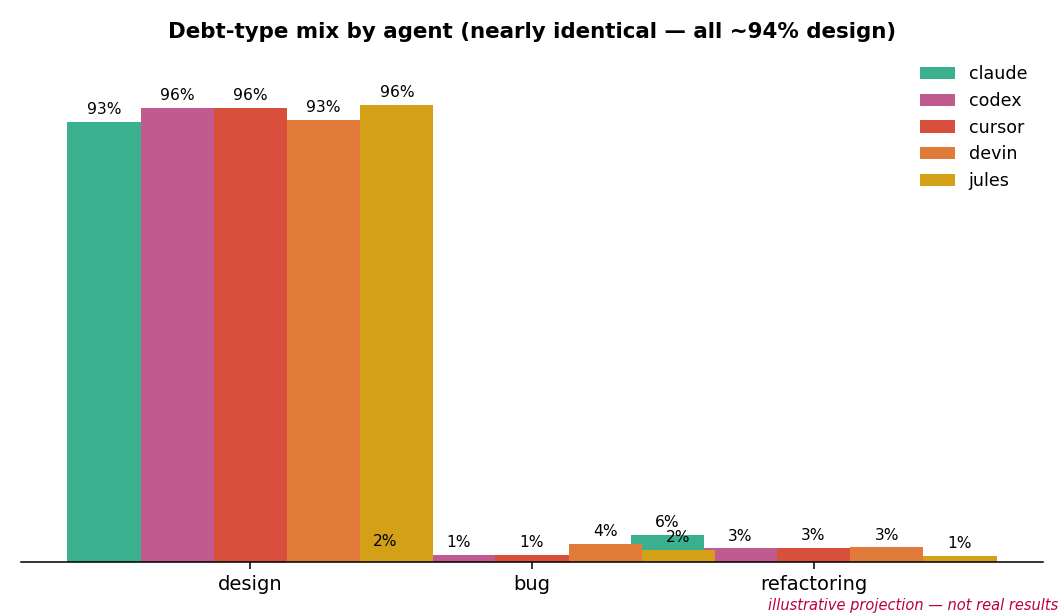 Debt-type mix by agent (nearly identical — all ~94% design)
claude
codex
cursor
devin
jules
93%
96%
96%
93%
96%
2%
1%
1%
4%
2%
6%
3%
3%
3%
1%
design
bug
refactoring
illustrative projection — not real results